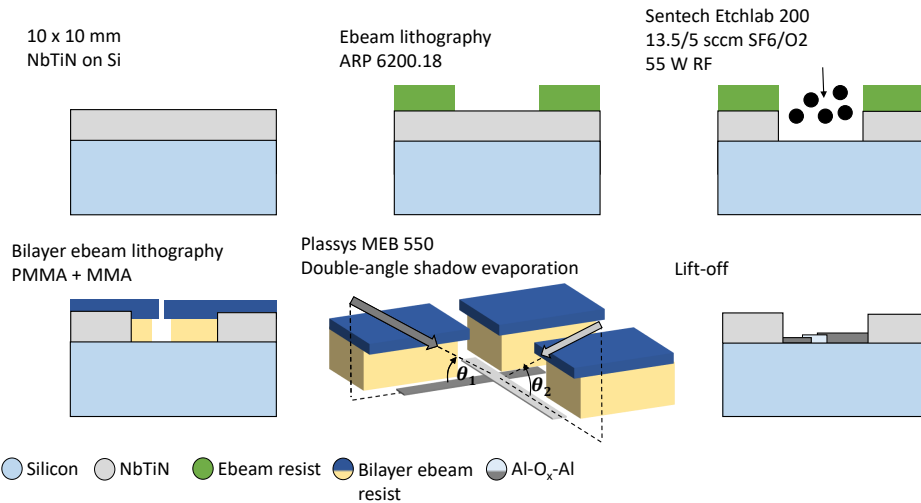 10 x 10 mm
NbTiN on Si
Ebeam lithography
ARP 6200.18
Sentech Etchlab 200
13.5/5 sccm SF6/O2
55 W RF
Bilayer ebeam lithography
PMMA + MMA
Plassys MEB 550
Double-angle shadow evaporation
θ1
θ2
Lift-off
Silicon
NbTiN
Ebeam resist
Bilayer ebeam
resist
Al-Ox-Al